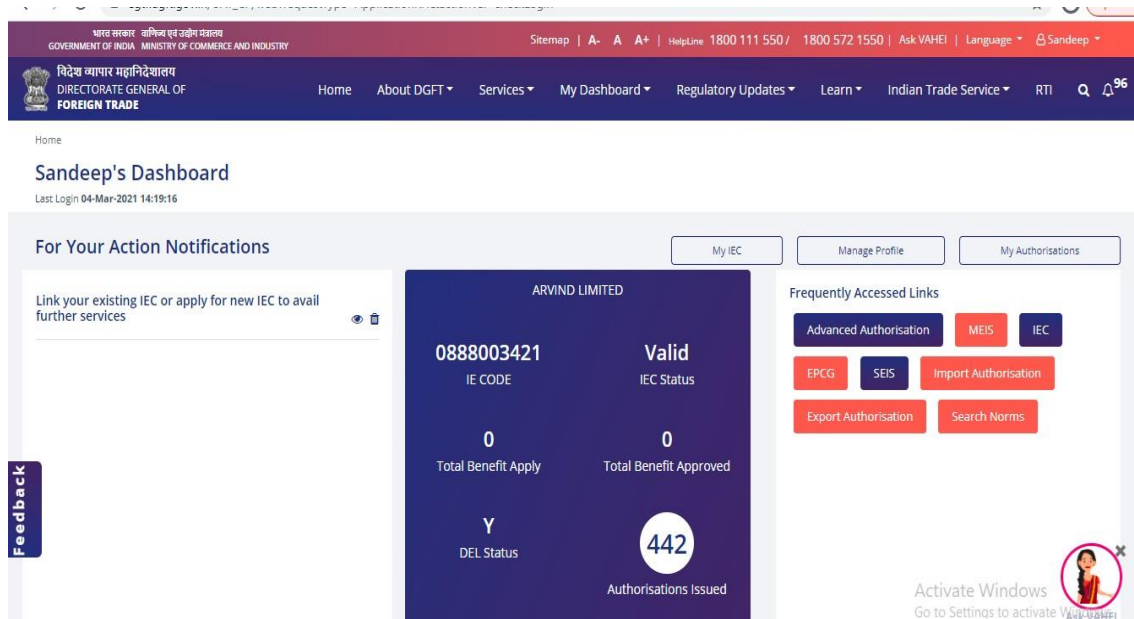 भारत सरकार वाणिज्य एवं उद्योग मंत्रालय
GOVERNMENT OF INDIA MINISTRY OF COMMERCE AND INDUSTRY
Sitemap | A- A A+ | HelpLine 1800 111 550 / 1800 572 1550 | Ask VAHEI | Language Sandeep
विदेश व्यापार महानिदेशालय
DIRECTORATE GENERAL OF
FOREIGN TRADE
Home About DGFT Services My Dashboard Regulatory Updates Learn Indian Trade Service RTI 96
Home
Sandeep's Dashboard
Last Login 04-Mar-2021 14:19:16
For Your Action Notifications
My IEC Manage Profile My Authorisations
Link your existing IEC or apply for new IEC to avail
further services
ARVIND LIMITED
0888003421 Valid
IE CODE IEC Status
0 0
Total Benefit Apply Total Benefit Approved
Y 442
DEL Status
Authorisations Issued
Frequently Accessed Links
Advanced Authorisation MEIS IEC
EPCG SEIS Import Authorisation
Export Authorisation Search Norms
Feedback
Activate Windows
Go to Settings to activate
Ask VAHEI